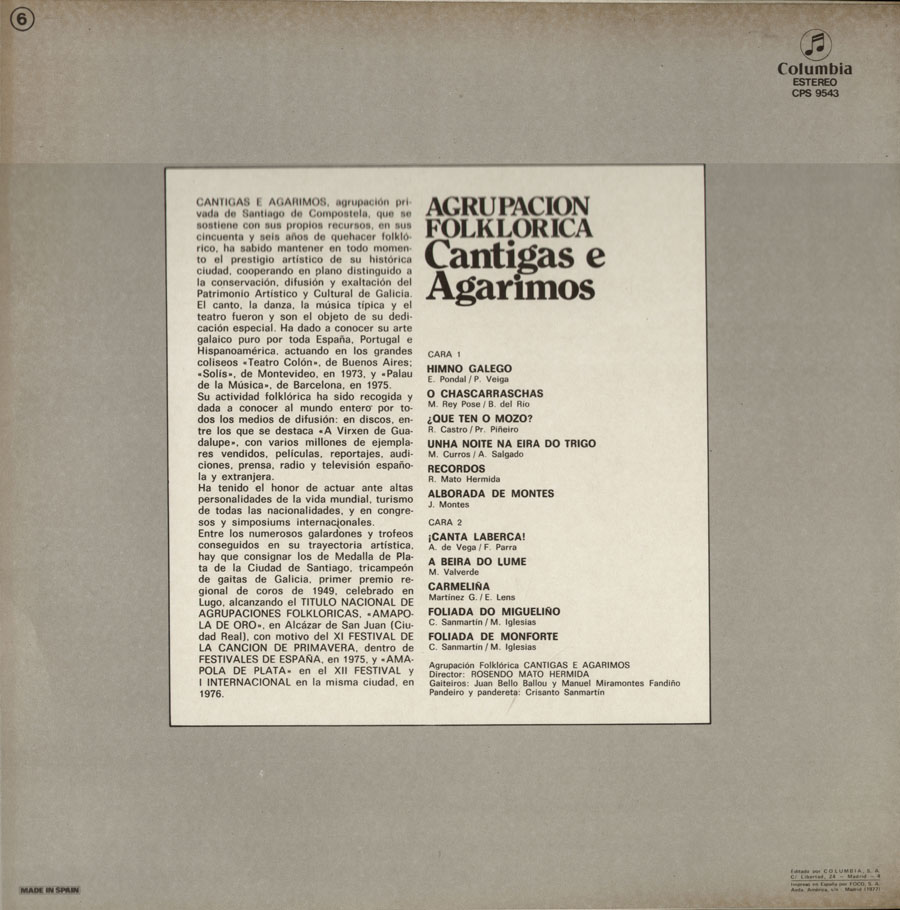 6
Columbia
ESTEREO
CPS 9543
CANTIGAS E AGARIMOS, agrupación pri-
vada de Santiago de Compostela, que se
sostiene con sus propios recursos, en sus
cincuenta y seis años de quehacer folkló-
rico, ha sabido mantener en todo momen-
to el prestigio artístico de su histórica
ciudad, cooperando en plano distinguido a
la conservación, difusión y exaltación del
Patrimonio Artístico y Cultural de Galicia.
El canto, la danza, la música típica y el
teatro fueron y son el objeto de su dedi-
cación especial. Ha dado a conocer su arte
galaico puro por toda España, Portugal e
Hispanoamérica, actuando en los grandes
coliseos «Teatro Colón», de Buenos Aires;
«Solís», de Montevideo, en 1973, y «Palau
de la Música», de Barcelona, en 1975.
Su actividad folklórica ha sido recogida y
dada a conocer al mundo entero por to-
dos los medios de difusión: en discos, en-
tre los que se destaca «A Virxen de Gua-
dalupe», con varios millones de ejempla-
res vendidos, películas, reportajes, audi-
ciones, prensa, radio y televisión españo-
la y extranjera.
Ha tenido el honor de actuar ante altas
personalidades de la vida mundial, turismo
de todas las nacionalidades, y en congre-
sos y simposiums internacionales.
Entre los numerosos galardones y trofeos
conseguidos en su trayectoria artística,
hay que consignar los de Medalla de Pla-
ta de la Ciudad de Santiago, tricampeón
de gaitas de Galicia, primer premio re-
gional de coros de 1949, celebrado en
Lugo, alcanzando el TITULO NACIONAL DE
AGRUPACIONES FOLKLORICAS, «AMAPO-
LA DE ORO», en Alcázar de San Juan (Ciu-
dad Real), con motivo del XI FESTIVAL DE
LA CANCION DE PRIMAVERA, dentro de
FESTIVALES DE ESPAÑA, en 1975, y «AMA-
POLA DE PLATA» en el XII FESTIVAL y
I INTERNACIONAL en la misma ciudad, en
1976.
AGRUPACION
FOLKLORICA
Cantigas e
Agarimos
CARA 1
HIMNO GALEGO
E. Pondal / P. Veiga
O CHASCARRASCHAS
M. Rey Pose / B. del Río
¿QUE TEN O MOZO?
R. Castro / Pr. Piñeiro
UNHA NOITE NA EIRA DO TRIGO
M. Curros / A. Salgado
RECORDOS
R. Mato Hermida
ALBORADA DE MONTES
J. Montes
CARA 2
¡CANTA LABERCA!
A. de Vega / F. Parra
A BEIRA DO LUME
M. Valverde
CARMELIÑA
Martínez G. / E. Lens
FOLIADA DO MIGUELIÑO
C. Sanmartín / M. Iglesias
FOLIADA DE MONFORTE
C. Sanmartín / M. Iglesias
Agrupación Folklórica CANTIGAS E AGARIMOS
Director: ROSENDO MATO HERMIDA
Gaiteiros: Juan Bello Ballou y Manuel Miramontes Fandiño
Pandeiro y pandereta: Crisanto Sanmartín
MADE IN SPAIN
Editado por COLUMBIA, S. A.
C/ Libertad, 24 - Madrid - 4
Impreso en España por FOCO, S. A.
Avda. América, s/n - Madrid (1977)